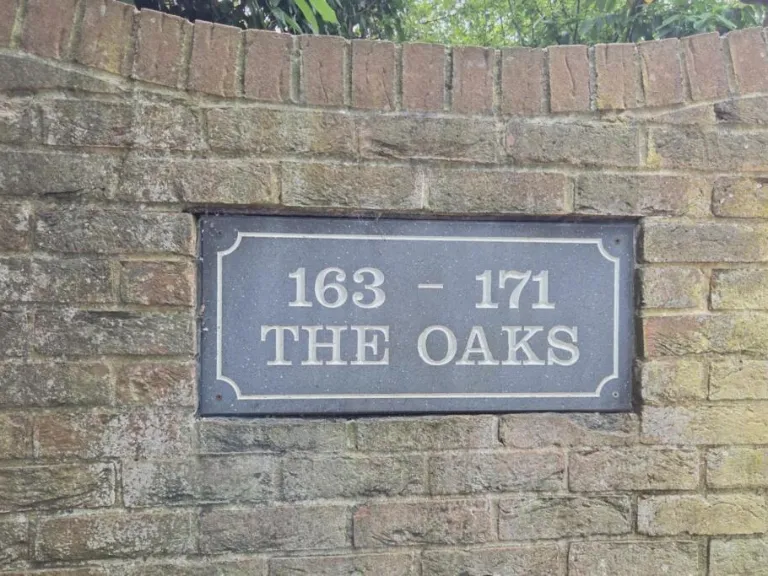 163 - 171
THE OAKS